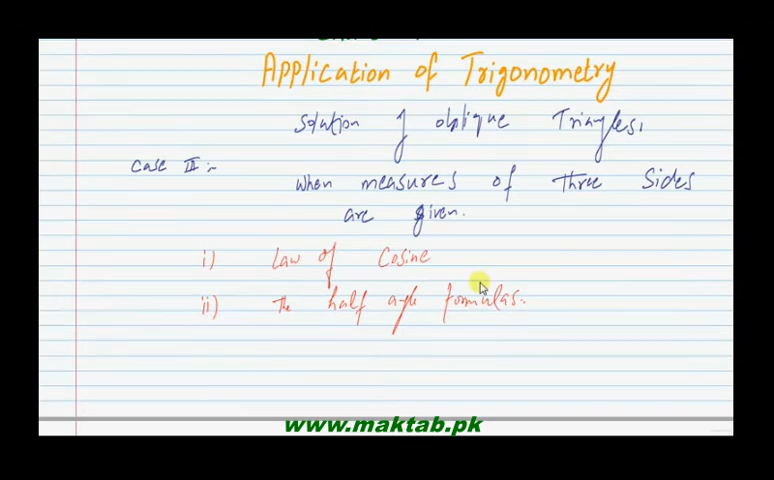 Application of Trigonometry
Solution of oblique Triangles,
Case III :-
When measures of Three Sides
are given.
i) Law of Cosine
ii) The half angle formulas.
www.maktab.pk